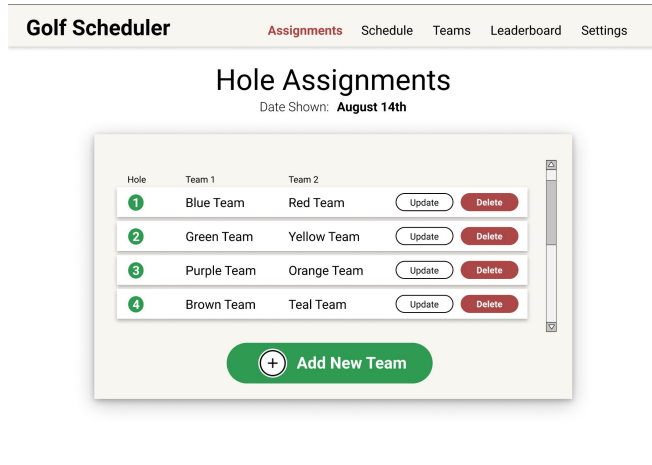 Golf Scheduler Assignments Schedule Teams Leaderboard Settings
Hole Assignments
Date Shown: August 14th
Hole Team 1 Team 2
1 Blue Team Red Team Update Delete
2 Green Team Yellow Team Update Delete
3 Purple Team Orange Team Update Delete
4 Brown Team Teal Team Update Delete
+ Add New Team